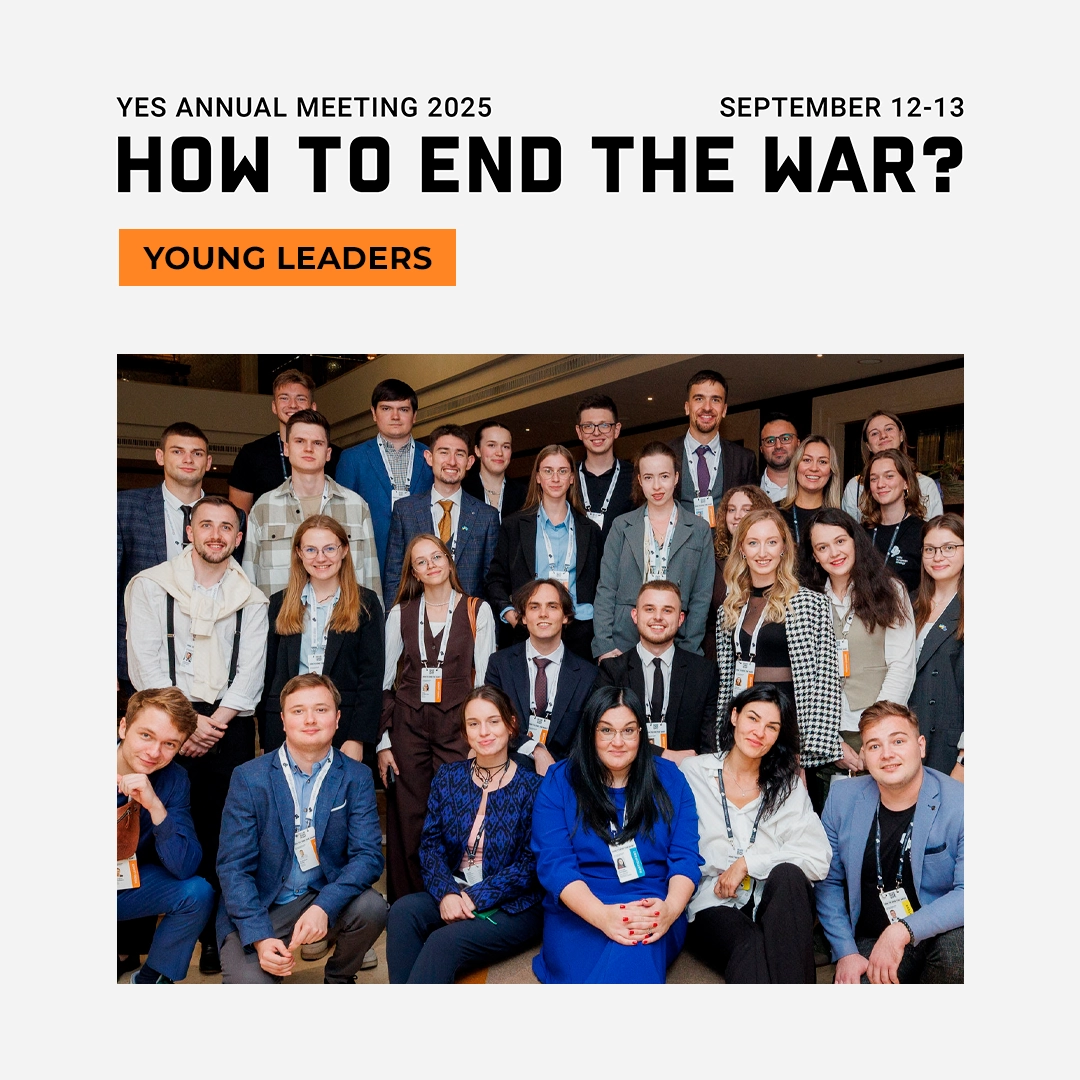 YES ANNUAL MEETING 2025
SEPTEMBER 12-13
HOW TO END THE WAR?
YOUNG LEADERS